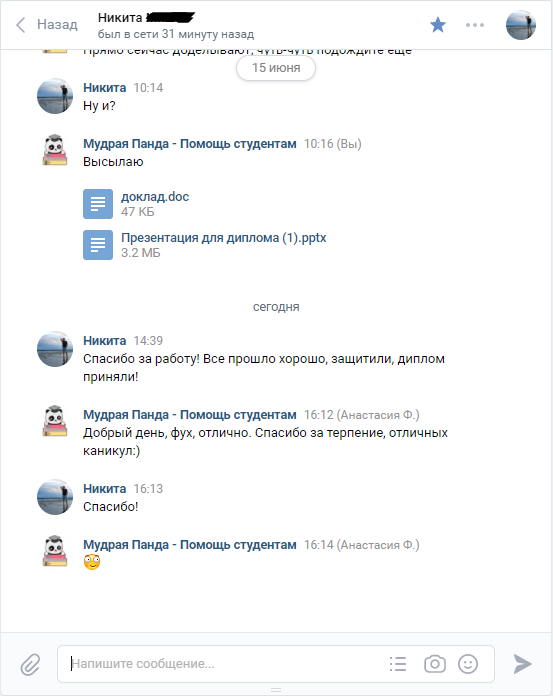 Назад
Никита
был в сети 31 минуту назад
Прямо сейчас доделывают, чуть-чуть подождите еще
15 июня
Никита 10:14
Ну и?
Мудрая Панда - Помощь студентам 10:16 (Вы)
Высылаю
доклад.doc
47 КБ
Презентация для диплома (1).pptx
3.2 МБ
сегодня
Никита 14:39
Спасибо за работу! Все прошло хорошо, защитили, диплом
приняли!
Мудрая Панда - Помощь студентам 16:12 (Анастасия Ф.)
Добрый день, фух, отлично. Спасибо за терпение, отличных
каникул:)
Никита 16:13
Спасибо!
Мудрая Панда - Помощь студентам 16:14 (Анастасия Ф.)
Напишите сообщение...